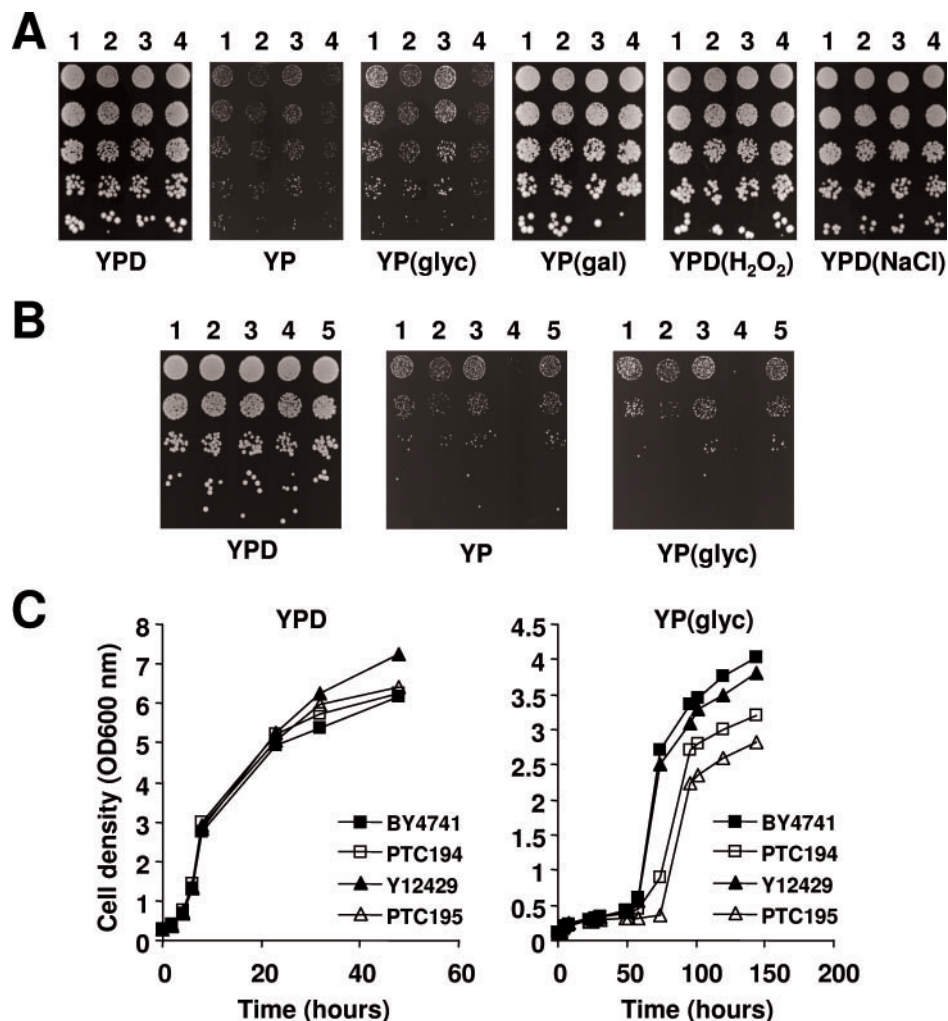 A
1 2 3 4 1 2 3 4 1 2 3 4 1 2 3 4 1 2 3 4 1 2 3 4
YPD YP YP(glyc) YP(gal) YPD(H₂O₂) YPD(NaCl)
B
1 2 3 4 5 1 2 3 4 5 1 2 3 4 5
YPD YP YP(glyc)
C
YPD
Cell density (OD600 nm)
8
7
6
5
4
3
2
1
0
BY4741
PTC194
Y12429
PTC195
0 20 40 60
Time (hours)
YP(glyc)
4.5
4
3.5
3
2.5
2
1.5
1
0.5
0
BY4741
PTC194
Y12429
PTC195
0 50 100 150 200
Time (hours)